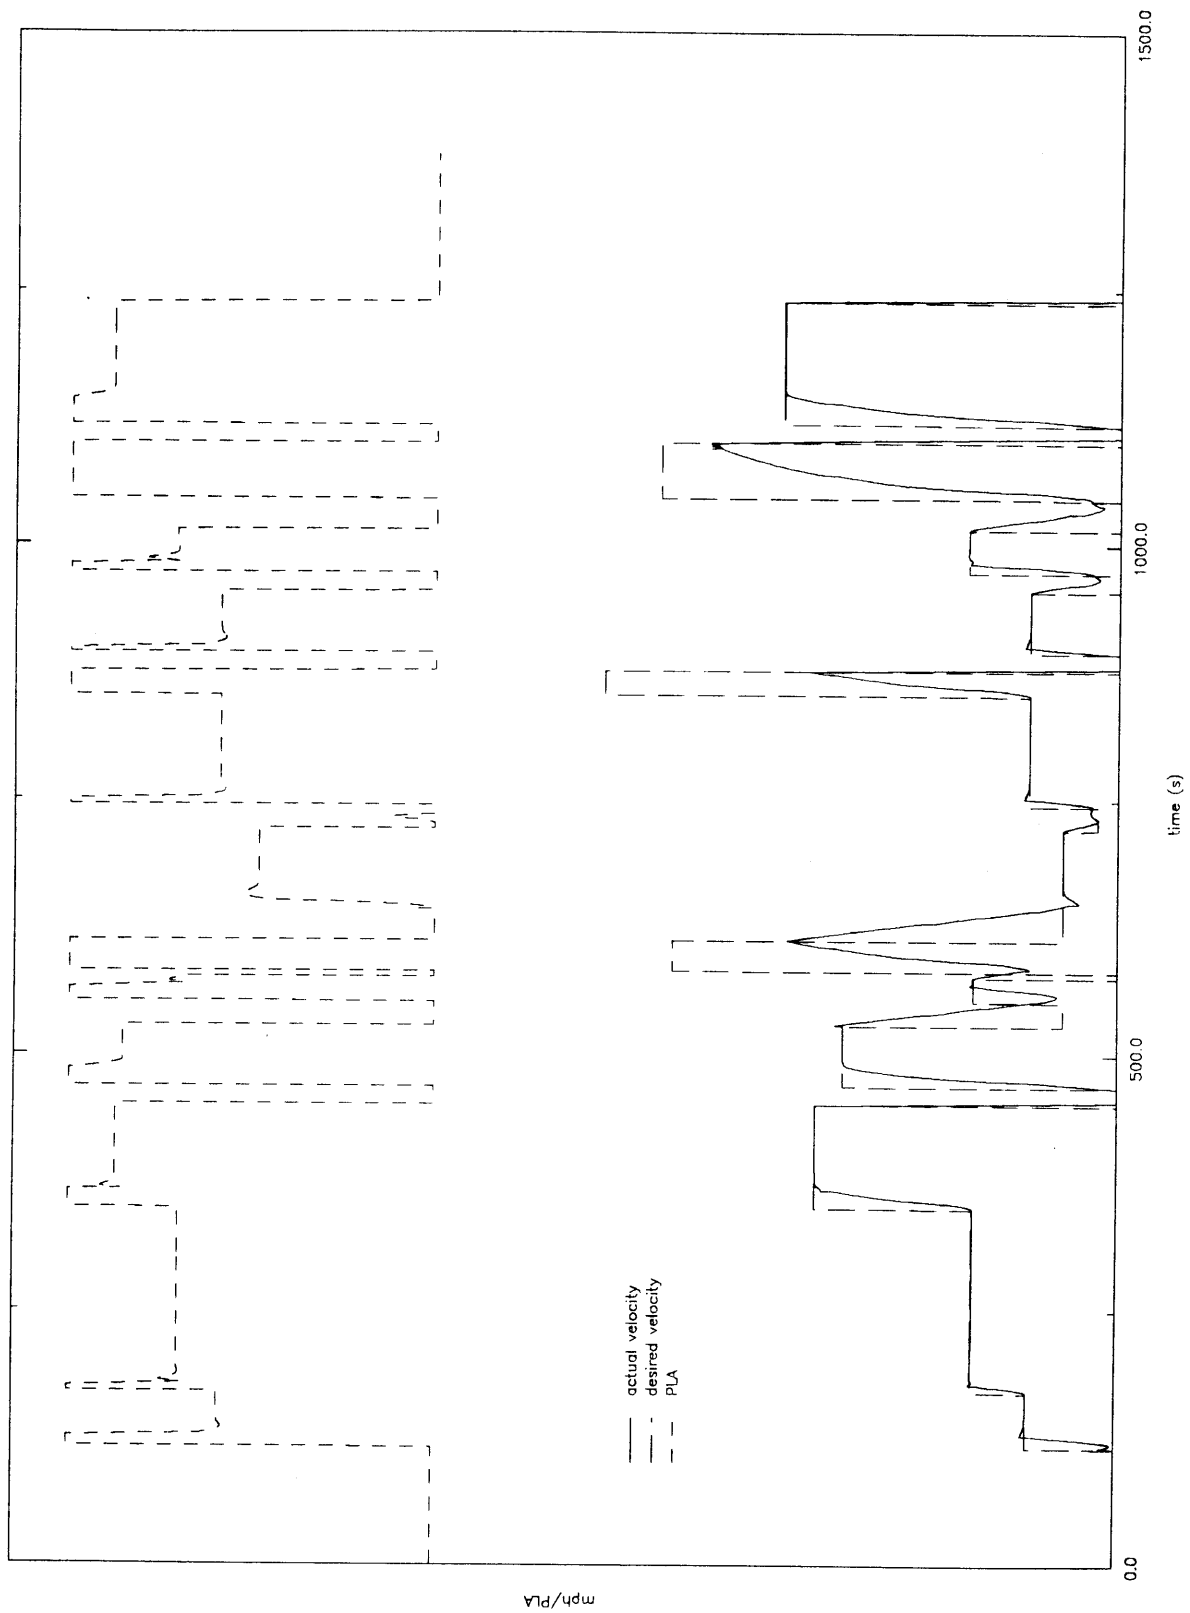 mph/PLA
actual velocity
desired velocity
PLA
0.0
500.0
1000.0
1500.0
time (s)